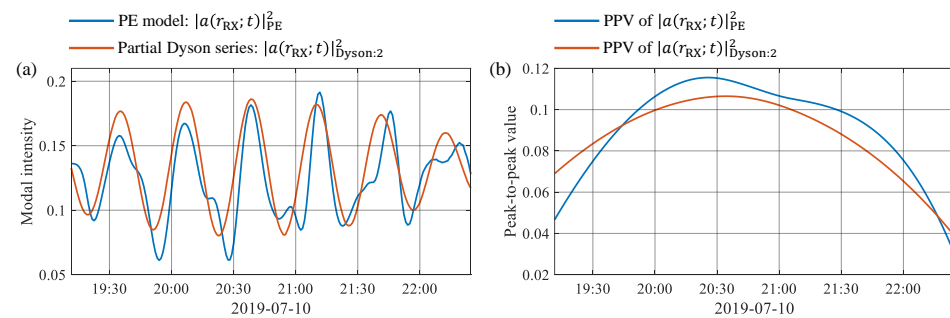 PE model: |a(r_RX; t)|²_PE
Partial Dyson series: |a(r_RX; t)|²_Dyson:2
(a)
0.2
0.15
0.1
0.05
Modal intensity
19:30 20:00 20:30 21:00 21:30 22:00
2019-07-10
PPV of |a(r_RX; t)|²_PE
PPV of |a(r_RX; t)|²_Dyson:2
(b)
0.12
0.1
0.08
0.06
0.04
0.02
Peak-to-peak value
19:30 20:00 20:30 21:00 21:30 22:00
2019-07-10